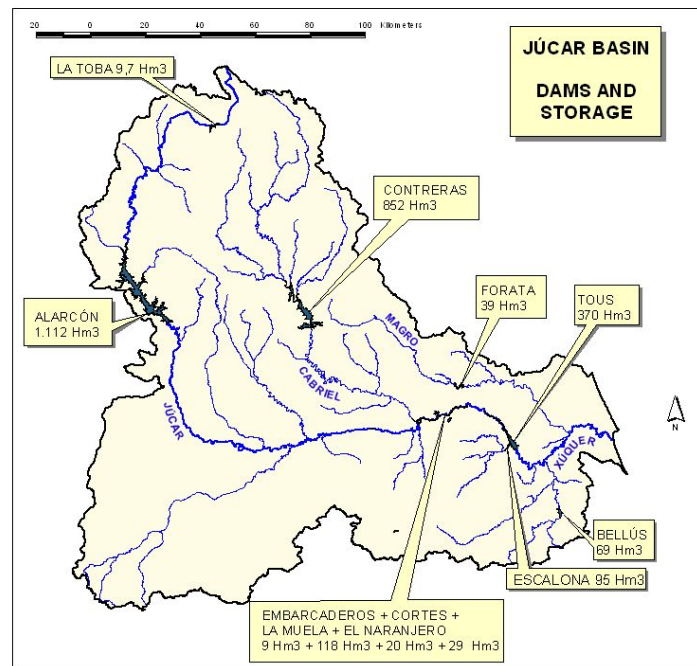 20 0 20 40 60 80 100 Kilometers
JÚCAR BASIN
DAMS AND
STORAGE
LA TOBA 9,7 Hm3
CONTRERAS
852 Hm3
FORATA
39 Hm3
TOUS
370 Hm3
ALARCÓN
1.112 Hm3
MAGRO
CABRIEL
JÚCAR
XÚQUER
N
BELLÚS
69 Hm3
ESCALONA 95 Hm3
EMBARCADEROS + CORTES +
LA MUELA + EL NARANJERO
9 Hm3 + 118 Hm3 + 20 Hm3 + 29 Hm3